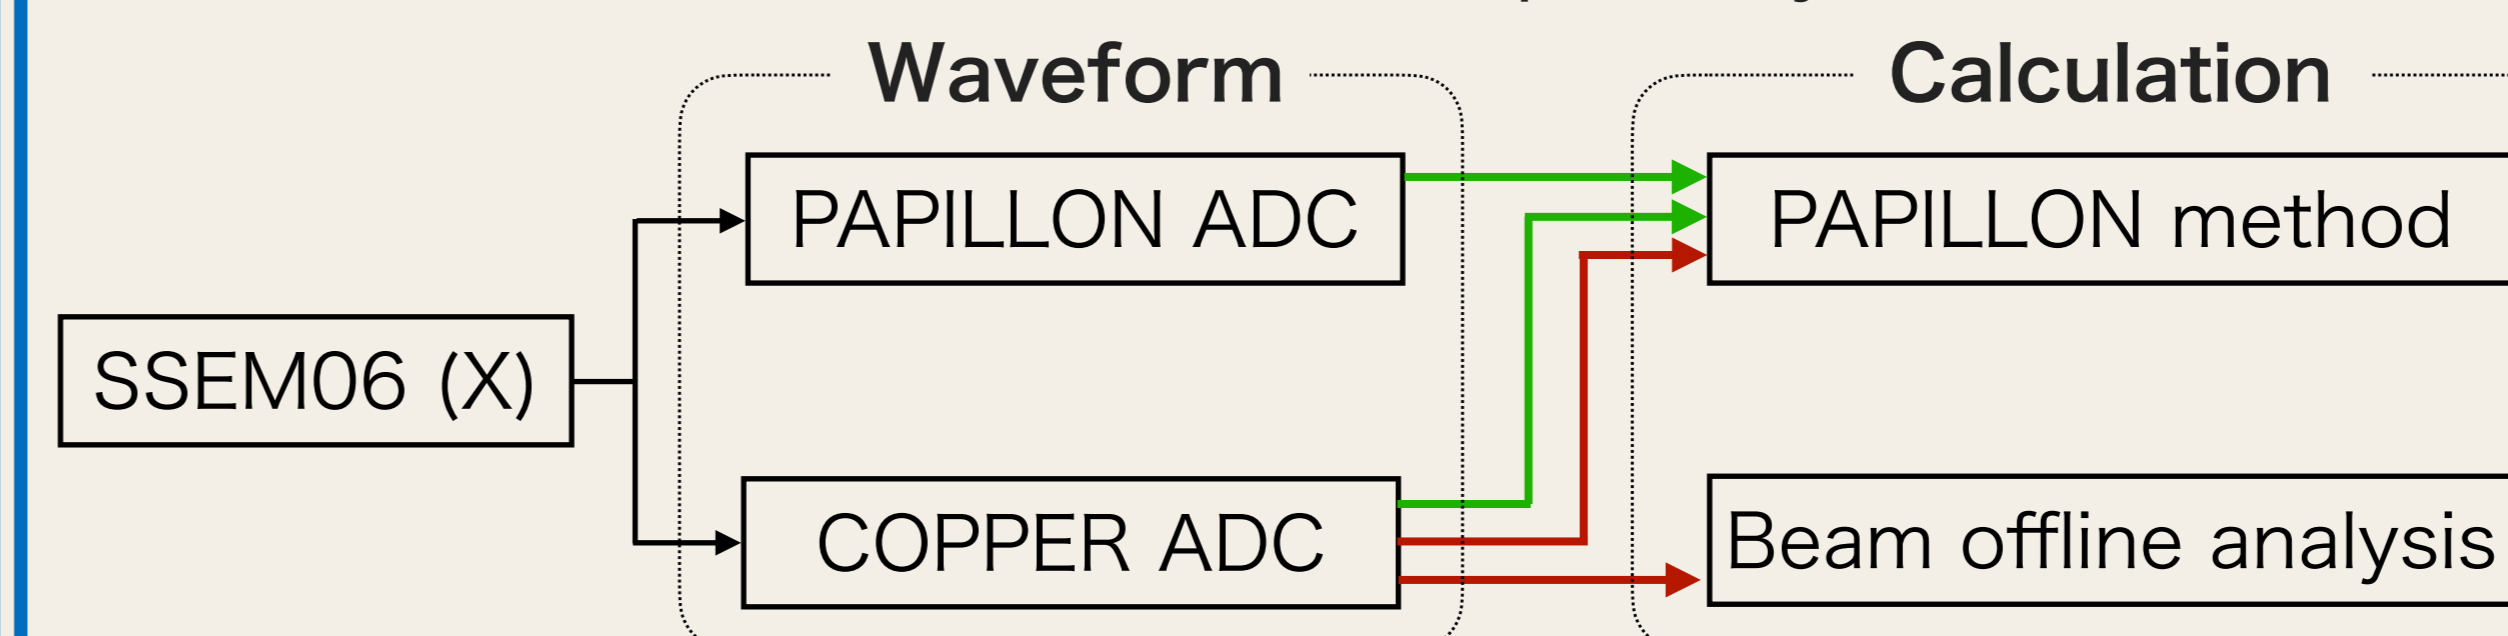 Waveform
Calculation
PAPILLON ADC
PAPILLON method
SSEM06 (X)
COPPER ADC
Beam offline analysis